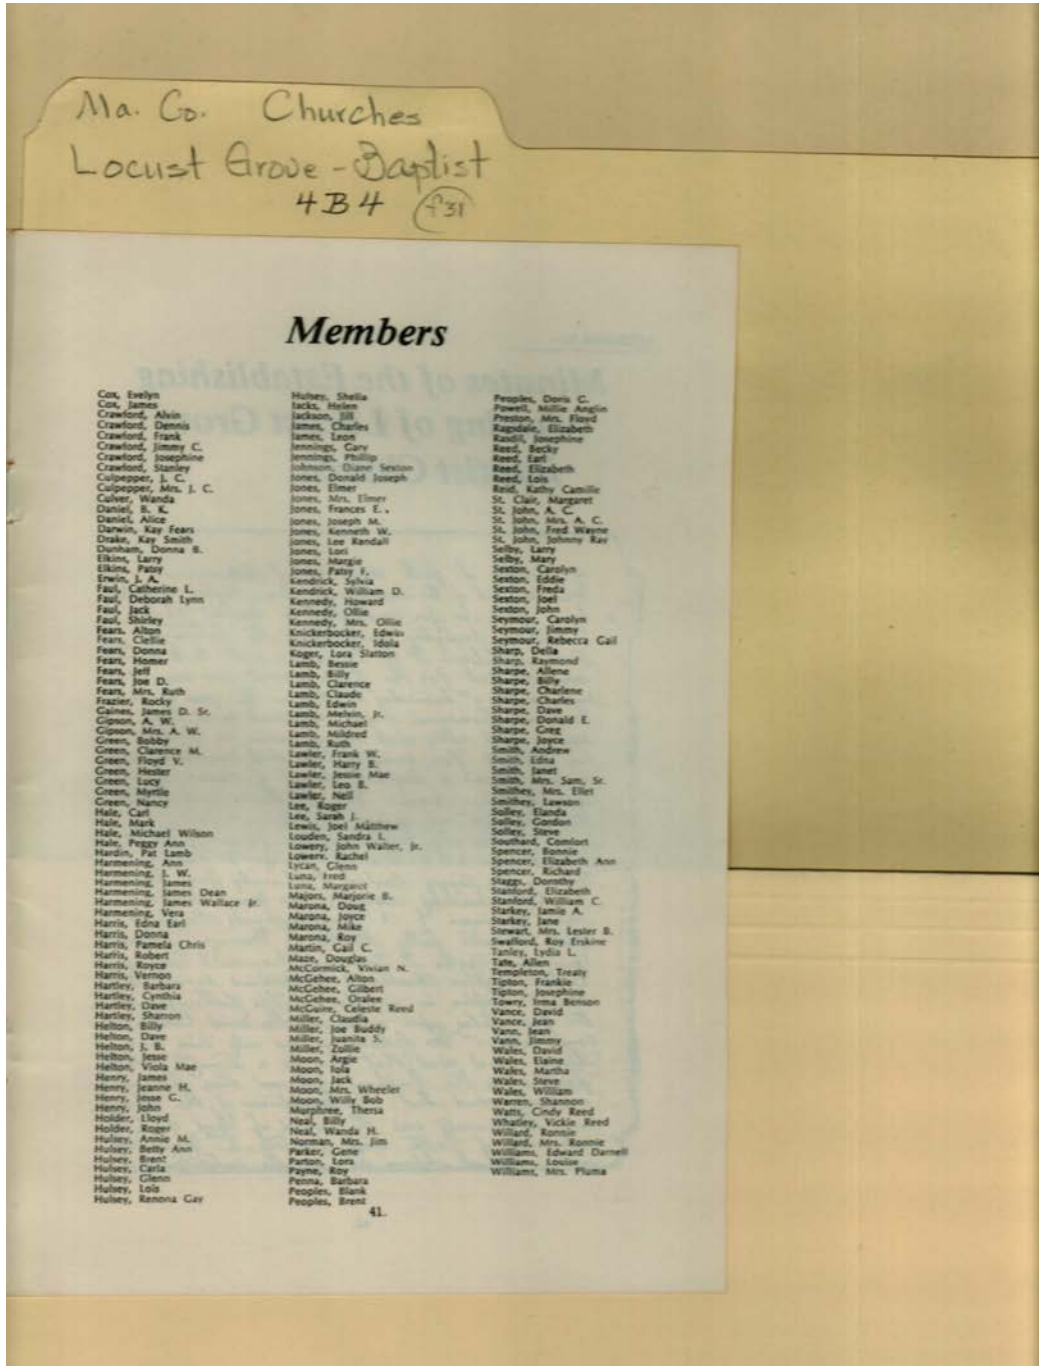 Ma. Co. Churches
Locust Grove - Baptist
4B4 f31
Members
Cox, Evelyn
Cox, James
Crawford, Alvin
Crawford, Dennis
Crawford, Frank
Crawford, Jimmy C.
Crawford, Josephine
Crawford, Stanley
Culpepper, J. C.
Culpepper, Mrs. J. C.
Culver, Wanda
Daniel, B. K.
Daniel, Alice
Darwin, Kay Fears
Drake, Kay Smith
Dunham, Donna B.
Elkins, Larry
Elkins, Patsy
Erwin, J. A.
Faul, Catherine L.
Faul, Deborah Lynn
Faul, Jack
Faul, Shirley
Fears, Alton
Fears, Clellie
Fears, Donna
Fears, Homer
Fears, Jeff
Fears, Joe D.
Fears, Mrs. Ruth
Frazier, Rocky
Gaines, James D. Sr.
Gipson, A. W.
Gipson, Mrs. A. W.
Green, Bobby
Green, Clarence M.
Green, Floyd V.
Green, Hester
Green, Lucy
Green, Myrtle
Green, Nancy
Hale, Carl
Hale, Mark
Hale, Michael Wilson
Hale, Peggy Ann
Hardin, Pat Lamb
Harmening, Ann
Harmening, J. W.
Harmening, James
Harmening, James Dean
Harmening, James Wallace Jr.
Harmening, Vera
Harris, Edna Earl
Harris, Donna
Harris, Pamela Chris
Harris, Robert
Harris, Royce
Harris, Vernon
Hartley, Barbara
Hartley, Cynthia
Hartley, Dave
Hartley, Sharron
Helton, Billy
Helton, Dave
Helton, J. B.
Helton, Jesse
Helton, Viola Mae
Henry, James
Henry, Jeanne H.
Henry, Jesse G.
Henry, John
Holder, Lloyd
Holder, Roger
Hulsey, Annie M.
Hulsey, Betty Ann
Hulsey, Brent
Hulsey, Carla
Hulsey, Glenn
Hulsey, Lois
Hulsey, Renona Gay
Hulsey, Shelia
Jacks, Helen
Jackson, Jill
James, Charles
James, Leon
Jennings, Gary
Jennings, Phillip
Johnson, Diane Sexton
Jones, Donald Joseph
Jones, Elmer
Jones, Mrs. Elmer
Jones, Frances E.
Jones, Joseph M.
Jones, Kenneth W.
Jones, Lee Randall
Jones, Lori
Jones, Margie
Jones, Patsy F.
Kendrick, Sylvia
Kendrick, William D.
Kennedy, Howard
Kennedy, Ollie
Kennedy, Mrs. Ollie
Knickerbocker, Edwin
Knickerbocker, Idola
Koger, Lora Slatton
Lamb, Bessie
Lamb, Billy
Lamb, Clarence
Lamb, Claude
Lamb, Edwin
Lamb, Melvin, Jr.
Lamb, Michael
Lamb, Mildred
Lamb, Ruth
Lawler, Frank W.
Lawler, Harry B.
Lawler, Jessie Mae
Lawler, Leo B.
Lawler, Nell
Lee, Roger
Lee, Sarah J.
Lewis, Joel Matthew
Louden, Sandra L.
Lowery, John Walter, Jr.
Lowery, Rachel
Lycan, Glenn
Luna, Fred
Luna, Margaret
Majors, Marjorie B.
Marona, Doug
Marona, Joyce
Marona, Mike
Marona, Roy
Martin, Gail C.
Maze, Douglas
McCormick, Vivian N.
McGehee, Alton
McGehee, Gilbert
McGehee, Oralee
McGuire, Celeste Reed
Miller, Claudia
Miller, Joe Buddy
Miller, Juanita S.
Miller, Zollie
Moon, Argie
Moon, Iola
Moon, Jack
Moon, Mrs. Wheeler
Moon, Willy Bob
Murphree, Thersa
Neal, Billy
Neal, Wanda H.
Norman, Mrs. Jim
Parker, Gene
Parton, Lora
Payne, Roy
Penna, Barbara
Peoples, Blank
Peoples, Brent
Peoples, Doris C.
Powell, Millie Anglin
Preston, Mrs. Floyd
Ragsdale, Elizabeth
Rasdil, Josephine
Reed, Becky
Reed, Earl
Reed, Elizabeth
Reed, Lois
Reid, Kathy Camille
St. Clair, Margaret
St. John, A. C.
St. John, Mrs. A. C.
St. John, Fred Wayne
St. John, Johnny Ray
Selby, Larry
Selby, Mary
Sexton, Carolyn
Sexton, Eddie
Sexton, Freda
Sexton, Joel
Sexton, John
Seymour, Carolyn
Seymour, Jimmy
Seymour, Rebecca Gail
Sharp, Della
Sharp, Raymond
Sharpe, Allene
Sharpe, Billy
Sharpe, Charlene
Sharpe, Charles
Sharpe, Dave
Sharpe, Donald E.
Sharpe, Greg
Sharpe, Joyce
Smith, Andrew
Smith, Edna
Smith, Janet
Smith, Mrs. Sam, Sr.
Smithey, Mrs. Ellet
Smithey, Lawson
Solley, Elanda
Solley, Gordon
Solley, Steve
Southard, Comfort
Spencer, Bonnie
Spencer, Elizabeth Ann
Spencer, Richard
Staggs, Dorothy
Stanford, Elizabeth
Stanford, William C.
Starkey, Jamie A.
Starkey, Jane
Stewart, Mrs. Lester B.
Swafford, Roy Erskine
Tanley, Lydia L.
Tate, Allen
Templeton, Treaty
Tipton, Frankie
Tipton, Josephine
Towry, Irma Benson
Vance, David
Vance, Jean
Vann, Jean
Vann, Jimmy
Wales, David
Wales, Elaine
Wales, Martha
Wales, Steve
Wales, William
Warren, Shannon
Watts, Cindy Reed
Whatley, Vickie Reed
Willard, Ronnie
Willard, Mrs. Ronnie
Williams, Edward Darnell
Williams, Louise
Williams, Mrs. Pluma
41.